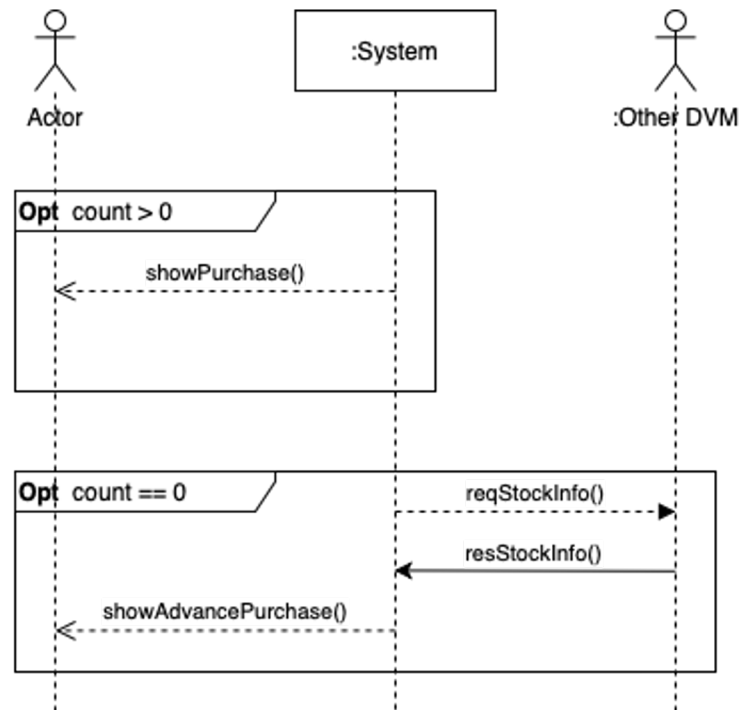 :System
Actor
:Other DVM
Opt count > 0
showPurchase()
Opt count == 0
reqStockInfo()
resStockInfo()
showAdvancePurchase()